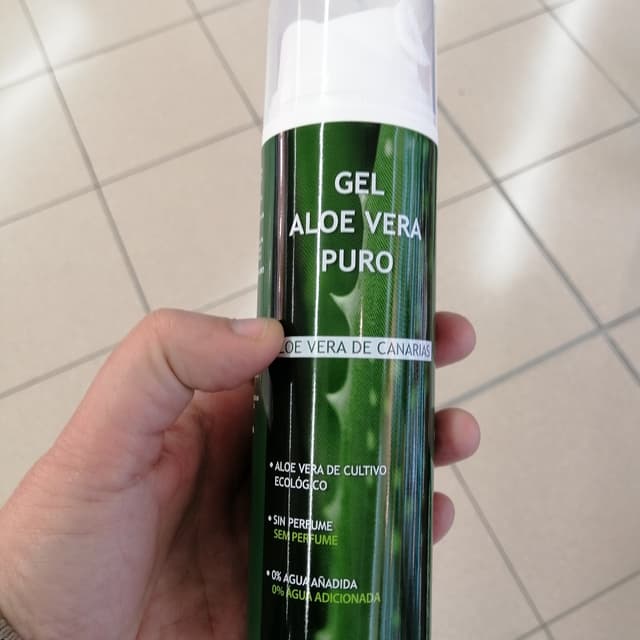 GEL
ALOE VERA
PURO
LOE VERA DE CANARIAS
• ALOE VERA DE CULTIVO
ECOLÓGICO
• SIN PERFUME
SEM PERFUME
• 0% AGUA AÑADIDA
0% AGUA ADICIONADA